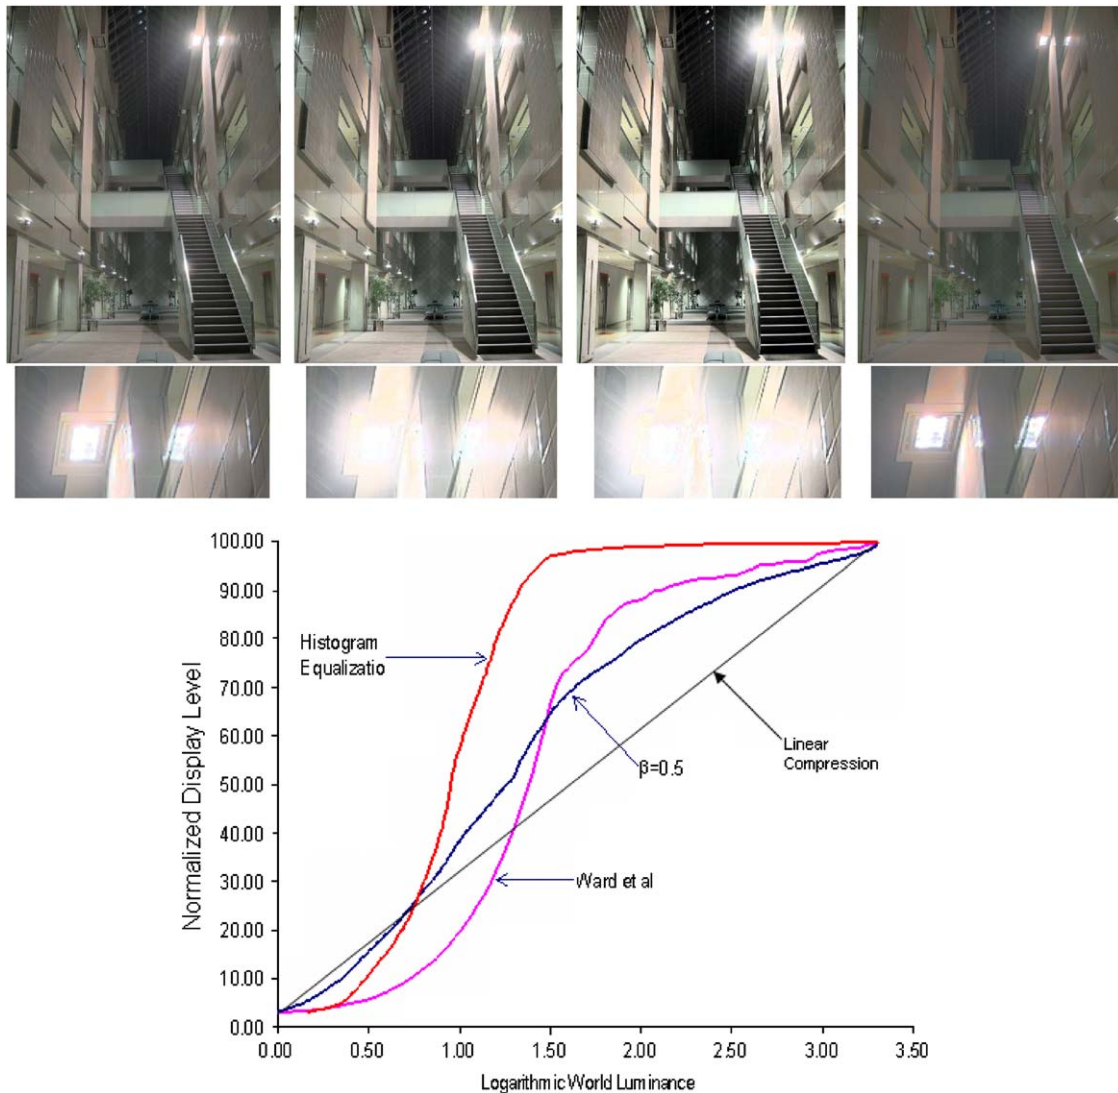 100.00
90.00
80.00
70.00
60.00
50.00
40.00
30.00
20.00
10.00
0.00
Normalized Display Level
Histogram
Equalizatio
β=0.5
Linear
Compression
Ward et al
0.00 0.50 1.00 1.50 2.00 2.50 3.00 3.50
Logarithmic World Luminance